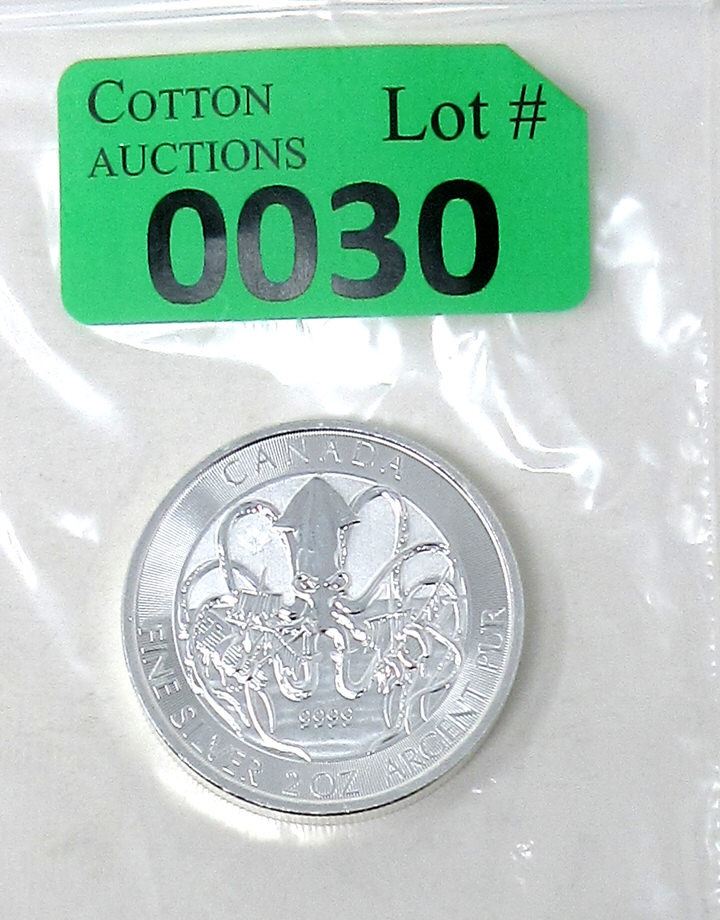 COTTON
AUCTIONS
Lot #
0030
CANADA
9999
FINE SILVER 2 OZ ARGENT PUR